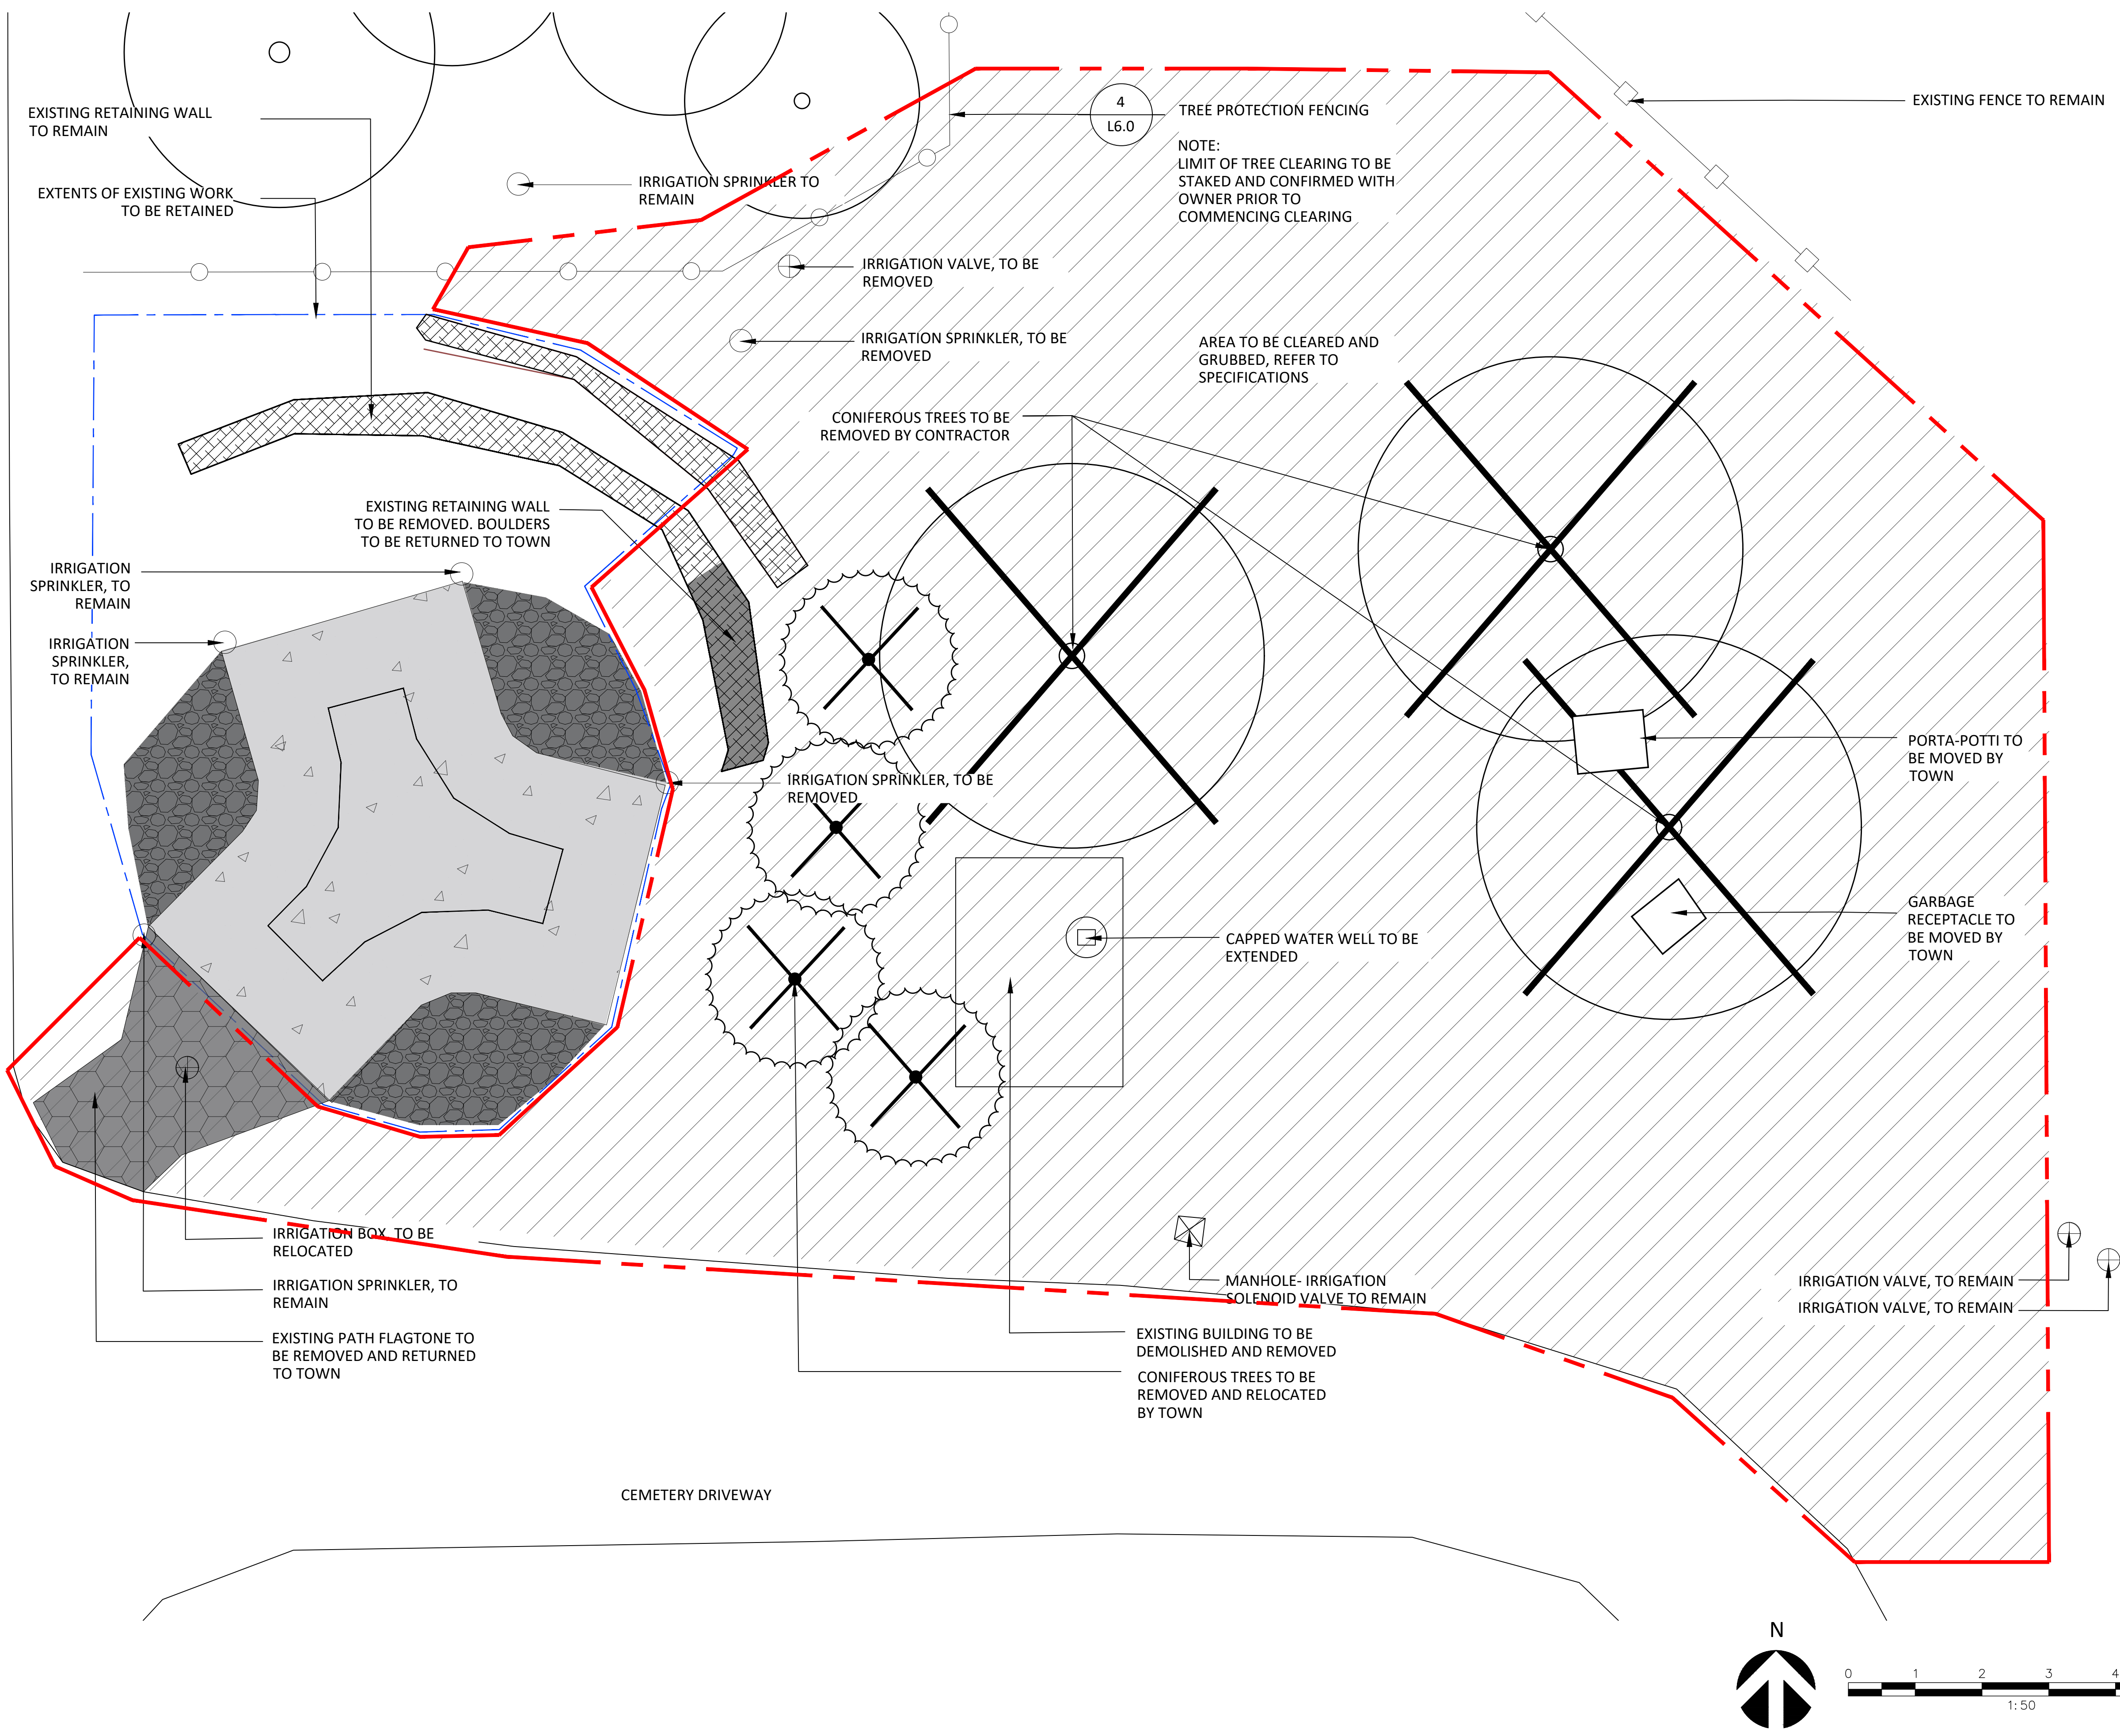 EXISTING RETAINING WALL
TO REMAIN
EXTENTS OF EXISTING WORK
TO BE RETAINED
IRRIGATION SPRINKLER TO
REMAIN
4
L6.0
TREE PROTECTION FENCING
NOTE:
LIMIT OF TREE CLEARING TO BE
STAKED AND CONFIRMED WITH
OWNER PRIOR TO
COMMENCING CLEARING
EXISTING FENCE TO REMAIN
IRRIGATION VALVE, TO BE
REMOVED
IRRIGATION SPRINKLER, TO BE
REMOVED
AREA TO BE CLEARED AND
GRUBBED, REFER TO
SPECIFICATIONS
CONIFEROUS TREES TO BE
REMOVED BY CONTRACTOR
EXISTING RETAINING WALL
TO BE REMOVED. BOULDERS
TO BE RETURNED TO TOWN
IRRIGATION
SPRINKLER, TO
REMAIN
IRRIGATION
SPRINKLER,
TO REMAIN
IRRIGATION SPRINKLER, TO BE
REMOVED
PORTA-POTTI TO
BE MOVED BY
TOWN
GARBAGE
RECEPTACLE TO
BE MOVED BY
TOWN
CAPPED WATER WELL TO BE
EXTENDED
IRRIGATION BOX, TO BE
RELOCATED
IRRIGATION SPRINKLER, TO
REMAIN
EXISTING PATH FLAGTONE TO
BE REMOVED AND RETURNED
TO TOWN
MANHOLE- IRRIGATION
SOLENOID VALVE TO REMAIN
EXISTING BUILDING TO BE
DEMOLISHED AND REMOVED
CONIFEROUS TREES TO BE
REMOVED AND RELOCATED
BY TOWN
IRRIGATION VALVE, TO REMAIN
IRRIGATION VALVE, TO REMAIN
CEMETERY DRIVEWAY
N
0 1 2 3 4
1:50